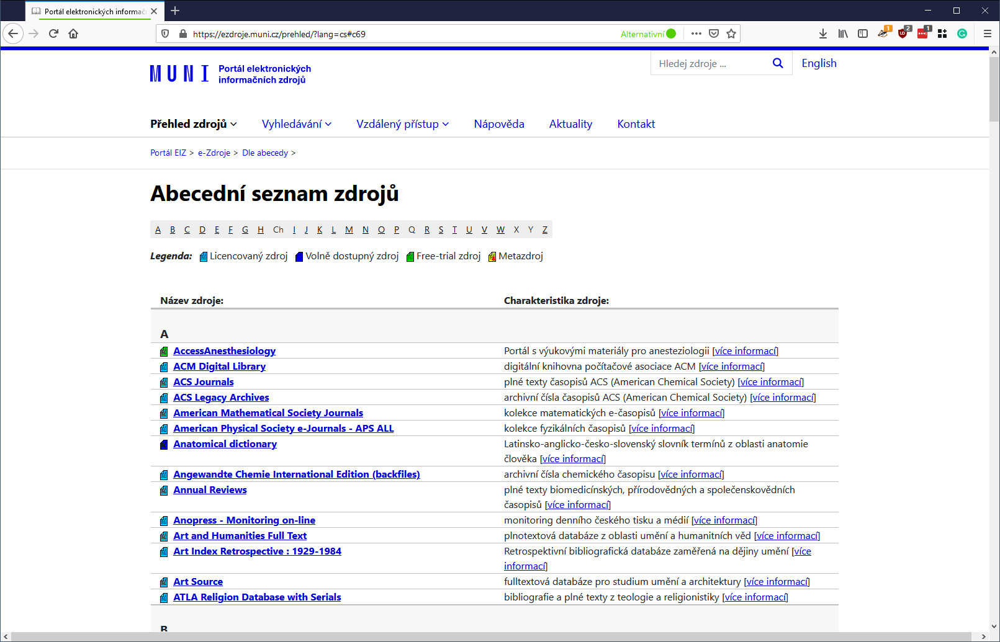 Portál elektronických informač
https://ezdroje.muni.cz/prehled/?lang=cs#c69
Alternativní
1
2
1
MUNI
Portál elektronických
informačních zdrojů
Hledej zdroje ...
English
Přehled zdrojů
Vyhledávání
Vzdálený přístup
Nápověda
Aktuality
Kontakt
Portál EIZ > e-Zdroje > Dle abecedy >
Abecední seznam zdrojů
A B C D E F G H Ch I J K L M N O P Q R S T U V W X Y Z
Legenda: Licencovaný zdroj Volně dostupný zdroj Free-trial zdroj Metazdroj
Název zdroje: Charakteristika zdroje:
A
AccessAnesthesiology Portál s výukovými materiály pro anesteziologii [více informací]
ACM Digital Library digitální knihovna počítačové asociace ACM [více informací]
ACS Journals plné texty časopisů ACS (American Chemical Society) [více informací]
ACS Legacy Archives archivní čísla časopisů ACS (American Chemical Society) [více informací]
American Mathematical Society Journals kolekce matematických e-časopisů [více informací]
American Physical Society e-Journals - APS ALL kolekce fyzikálních časopisů [více informací]
Anatomical dictionary Latinsko-anglicko-česko-slovenský slovník termínů z oblasti anatomie
člověka [více informací]
Angewandte Chemie International Edition (backfiles) archivní čísla chemického časopisu [více informací]
Annual Reviews plné texty biomedicínských, přírodovědných a společenskovědních
časopisů [více informací]
Anopress - Monitoring on-line monitoring denního českého tisku a médií [více informací]
Art and Humanities Full Text plnotextová databáze z oblasti umění a humanitních věd [více informací]
Art Index Retrospective : 1929-1984 Retrospektivní bibliografická databáze zaměřená na dějiny umění [více
informací]
Art Source fulltextová databáze pro studium umění a architektury [více informací]
ATLA Religion Database with Serials bibliografie a plné texty z teologie a religionistiky [více informací]
B